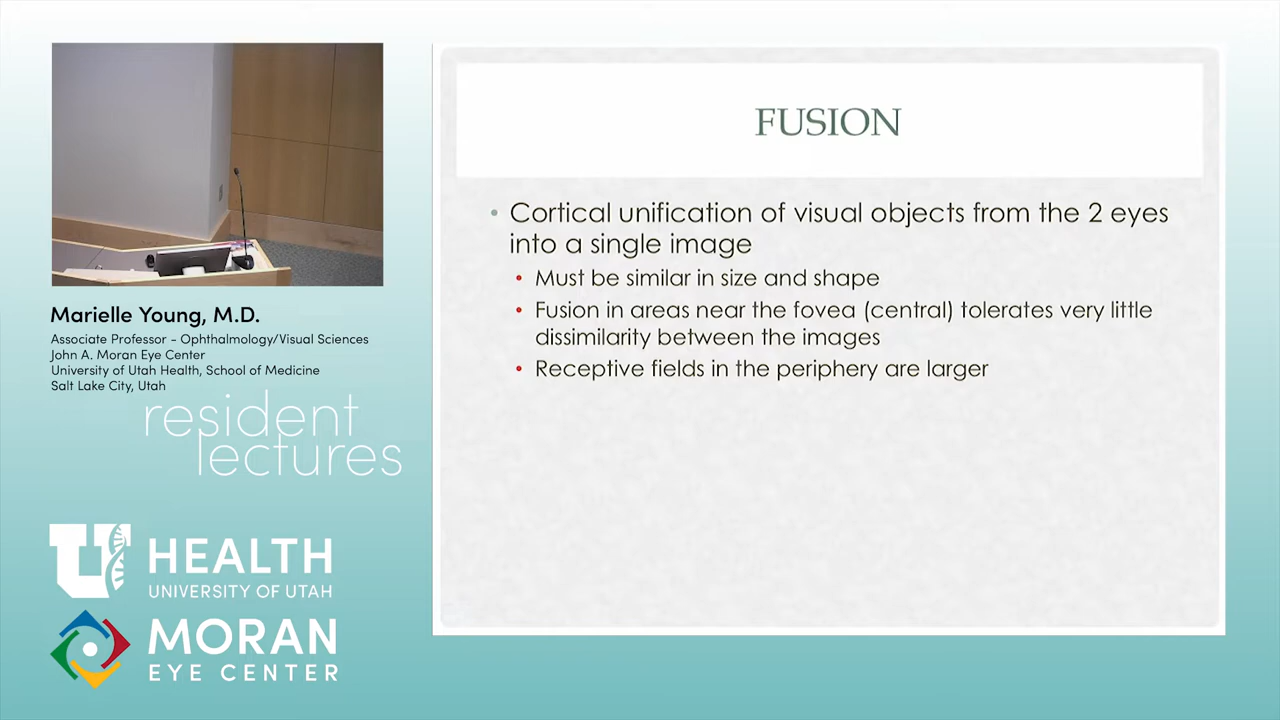 Marielle Young, M.D.
Associate Professor - Ophthalmology/Visual Sciences
John A. Moran Eye Center
University of Utah Health, School of Medicine
Salt Lake City, Utah
resident
lectures
U HEALTH
UNIVERSITY OF UTAH
MORAN
EYE CENTER
FUSION
• Cortical unification of visual objects from the 2 eyes
into a single image
• Must be similar in size and shape
• Fusion in areas near the fovea (central) tolerates very little
dissimilarity between the images
• Receptive fields in the periphery are larger